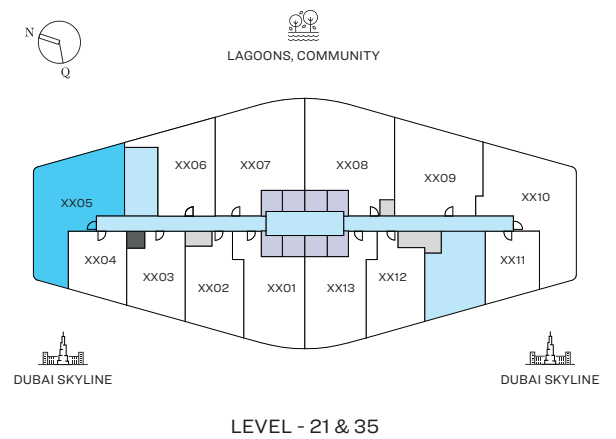 N
Q
LAGOONS, COMMUNITY
XX06
XX07
XX08
XX09
XX05
XX10
XX04
XX03
XX02
XX01
XX13
XX12
XX11
DUBAI SKYLINE
DUBAI SKYLINE
LEVEL - 21 & 35